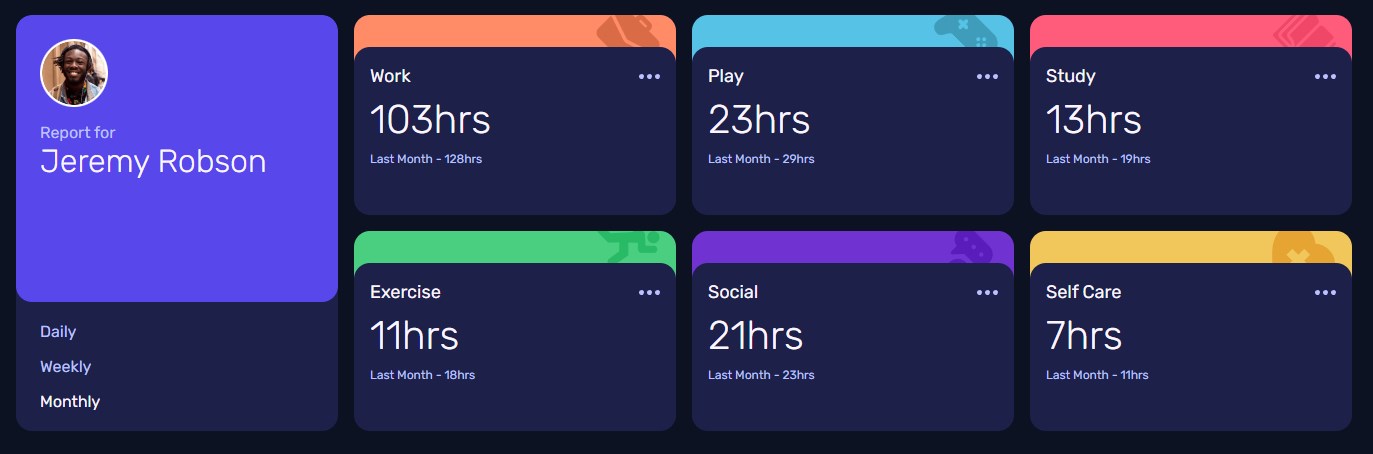 Report for
Jeremy Robson
Daily
Weekly
Monthly
Work
103hrs
Last Month - 128hrs
Play
23hrs
Last Month - 29hrs
Study
13hrs
Last Month - 19hrs
Exercise
11hrs
Last Month - 18hrs
Social
21hrs
Last Month - 23hrs
Self Care
7hrs
Last Month - 11hrs